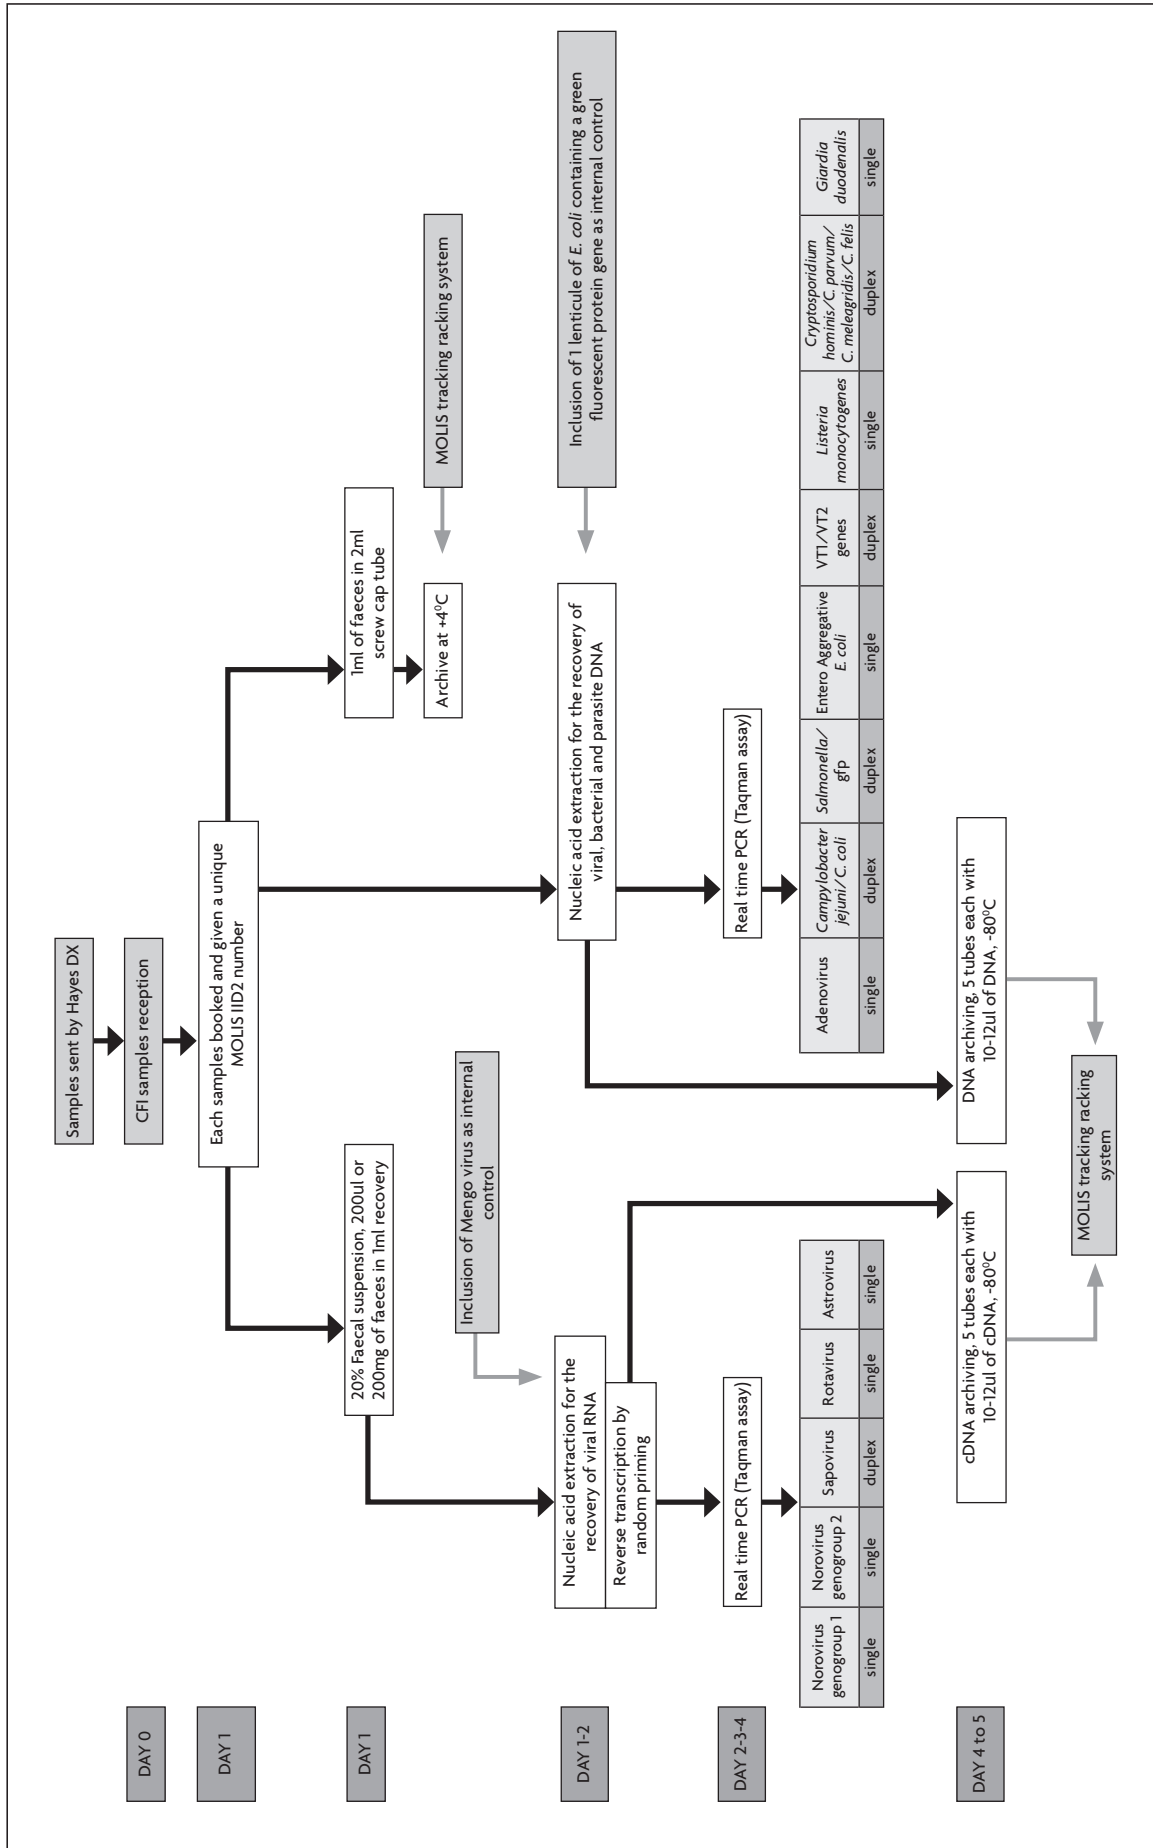 Samples sent by Hayes DX
DAY 0
CFI samples reception
DAY 1
Each samples booked and given a unique
MOLIS IID2 number
DAY 1
20% Faecal suspension, 200ul or
200mg of faeces in 1ml recovery
1ml of faeces in 2ml
screw cap tube
Archive at +4⁰C
MOLIS tracking racking system
Inclusion of Mengo virus as internal
control
DAY 1-2
Nucleic acid extraction for the
recovery of viral RNA
Reverse transcription by
random priming
Nucleic acid extraction for the recovery of
viral, bacterial and parasite DNA
Inclusion of 1 lenticule of E. coli containing a green
fluorescent protein gene as internal control
DAY 2-3-4
Real time PCR (Taqman assay)
Real time PCR (Taqman assay)
Norovirus
genogroup 1
single
Norovirus
genogroup 2
single
Sapovirus
duplex
Rotavirus
single
Astrovirus
single
Adenovirus
single
Campylobacter
jejuni/C. coli
duplex
Salmonella/
gfp
duplex
Entero Aggregative
E. coli
single
VT1/VT2
genes
duplex
Listeria
monocytogenes
single
Cryptosporidium
hominis/C. parvum/
C. meleagridis/C. felis
duplex
Giardia
duodenalis
single
DAY 4 to 5
cDNA archiving, 5 tubes each with
10-12ul of cDNA, -80⁰C
DNA archiving, 5 tubes each with
10-12ul of DNA, -80⁰C
MOLIS tracking racking
system